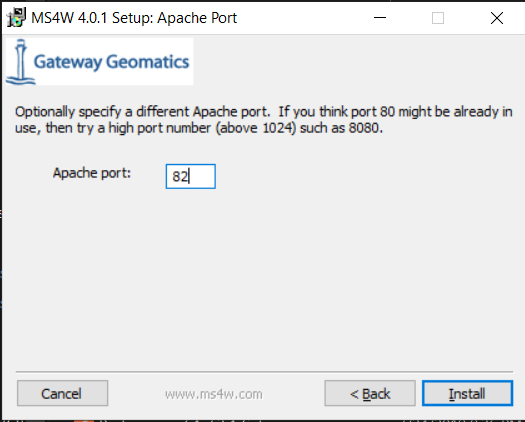 MS4W 4.0.1 Setup: Apache Port
Gateway Geomatics
Optionally specify a different Apache port. If you think port 80 might be already in
use, then try a high port number (above 1024) such as 8080.
Apache port: 82
Cancel www.ms4w.com < Back Install